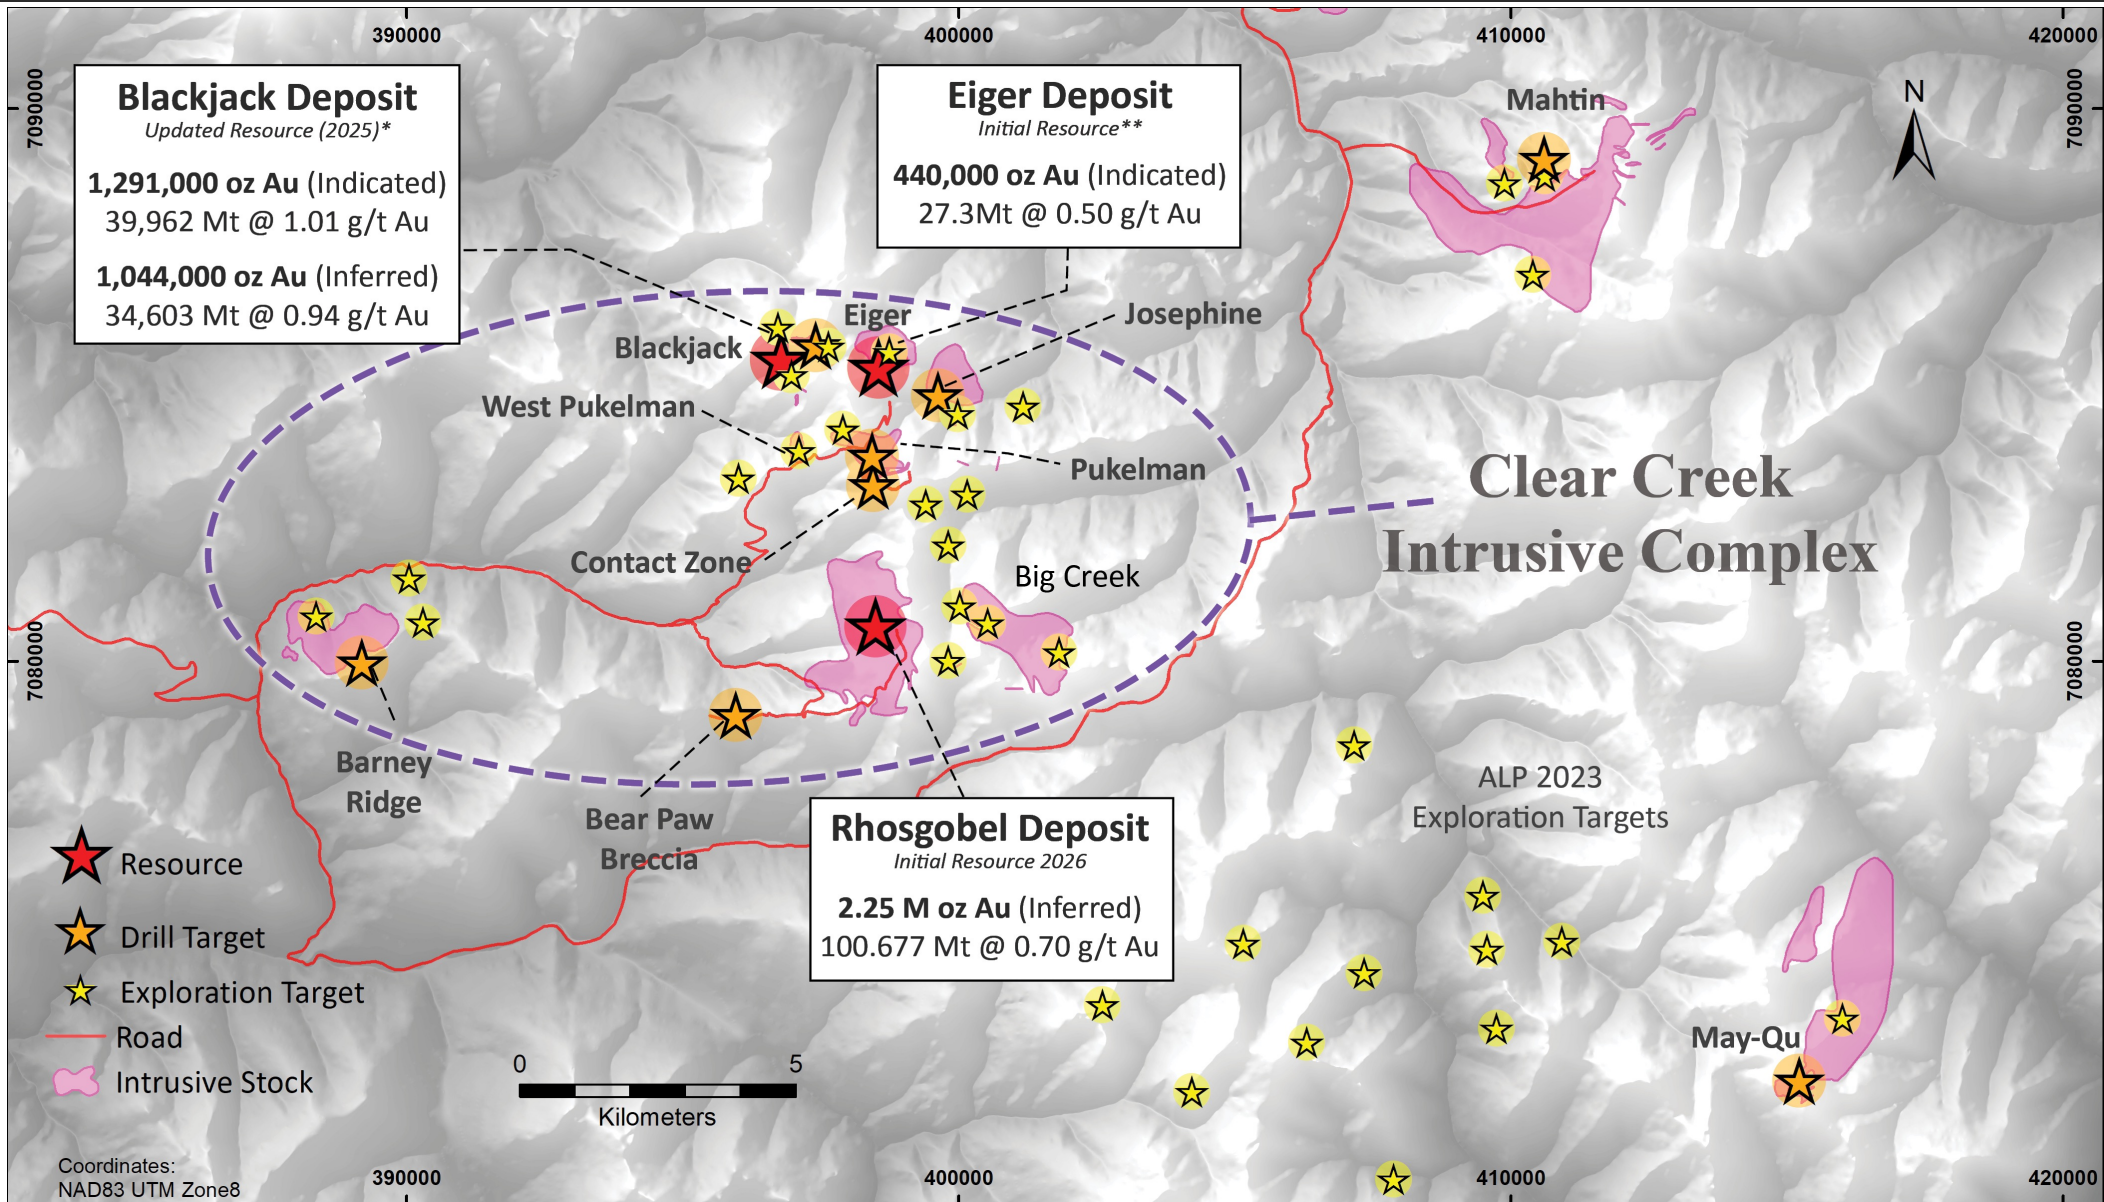 390000
400000
410000
420000
7090000
7090000
Blackjack Deposit
Updated Resource (2025)*
1,291,000 oz Au (Indicated)
39,962 Mt @ 1.01 g/t Au
1,044,000 oz Au (Inferred)
34,603 Mt @ 0.94 g/t Au
Eiger Deposit
Initial Resource**
440,000 oz Au (Indicated)
27.3Mt @ 0.50 g/t Au
Mahtin
N
Eiger
Josephine
Blackjack
West Pukelman
Pukelman
Clear Creek
Intrusive Complex
Contact Zone
Big Creek
7080000
7080000
Barney
Ridge
Bear Paw
Breccia
ALP 2023
Exploration Targets
Rhosgobel Deposit
Initial Resource 2026
2.25 M oz Au (Inferred)
100.677 Mt @ 0.70 g/t Au
May-Qu
Resource
Drill Target
Exploration Target
Road
Intrusive Stock
0
5
Kilometers
Coordinates:
NAD83 UTM Zone8
390000
400000
410000
420000